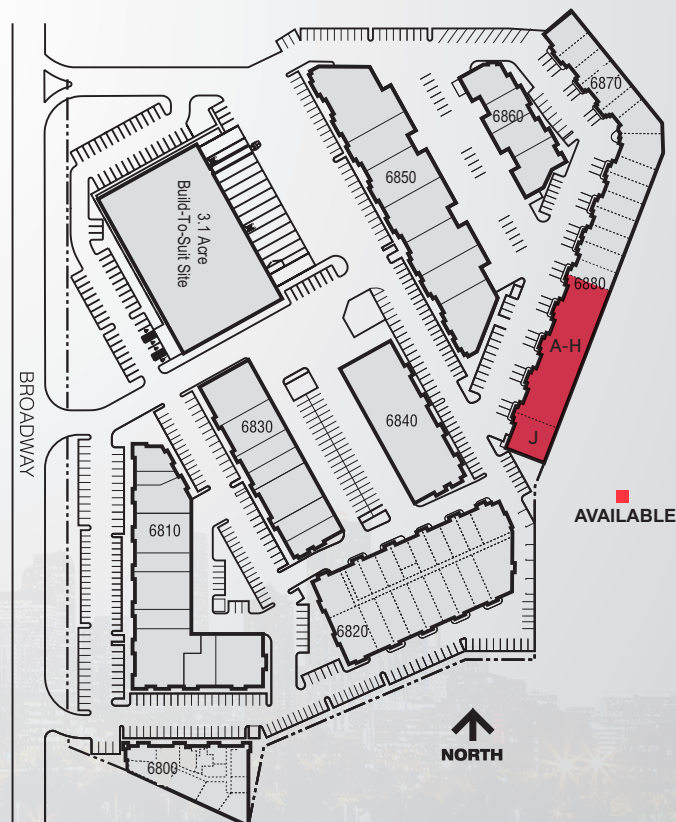 6870
6860
6850
3.1 Acre
Build-To-Suit Site
6880
A-H
BROADWAY
6830
6840
J
AVAILABLE
6810
6820
NORTH
6800